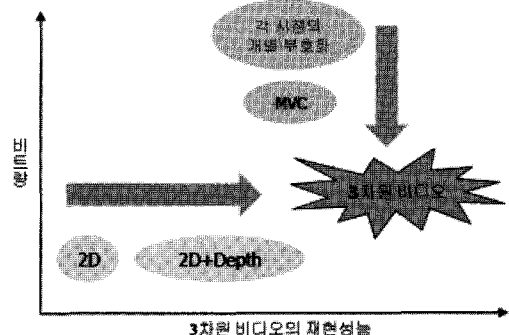 각 시점의
개별 부호화
MVC
비트율
3차원 비디오
2D
2D+Depth
3차원 비디오의 재현성능